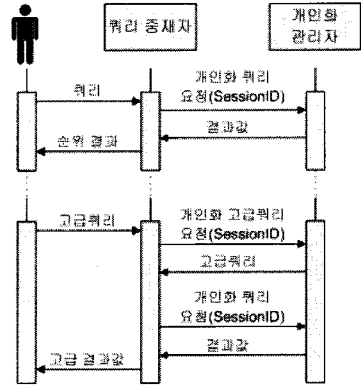 쿼리 중재자
개인화
관리자
쿼리
개인화 쿼리
요청(SessionID)
순위 결과
결과값
고급쿼리
개인화 고급쿼리
요청(SessionID)
고급쿼리
개인화 쿼리
요청(SessionID)
고급 결과값
결과값